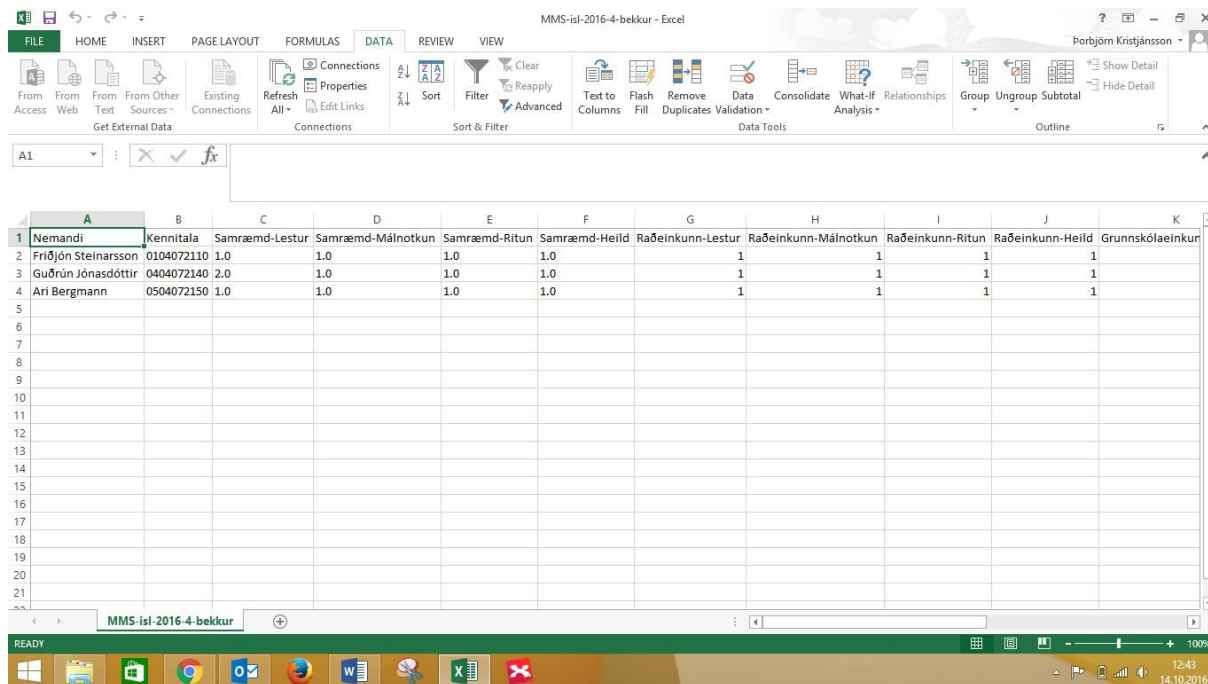 MMS-isl-2016-4-bekkur - Excel
FILE HOME INSERT PAGE LAYOUT FORMULAS DATA REVIEW VIEW Þorbjörn Kristjánsson
From Access
From Web
From Text
From Other Sources
Existing Connections
Refresh All
Connections
Properties
Edit Links
Sort
Filter
Clear
Reapply
Advanced
Text to Columns
Flash Fill
Remove Duplicates
Data Validation
Consolidate
What-If Analysis
Relationships
Group
Ungroup
Subtotal
Show Detail
Hide Detail
Get External Data Connections Sort & Filter Data Tools Outline
A1 fx
A B C D E F G H I J K
1 Nemandi Kennitala Samræmd-Lestur Samræmd-Málnotkun Samræmd-Ritun Samræmd-Heild Raðeinkunn-Lestur Raðeinkunn-Málnotkun Raðeinkunn-Ritun Raðeinkunn-Heild Grunnskólaeinkun
2 Friðjón Steinarsson 0104072110 1.0 1.0 1.0 1.0 1 1 1 1
3 Guðrún Jónasdóttir 0404072140 2.0 1.0 1.0 1.0 1 1 1 1
4 Ari Bergmann 0504072150 1.0 1.0 1.0 1.0 1 1 1 1
5
6
7
8
9
10
11
12
13
14
15
16
17
18
19
20
21
MMS-isl-2016-4-bekkur
READY 100%
12:43
14.10.2016